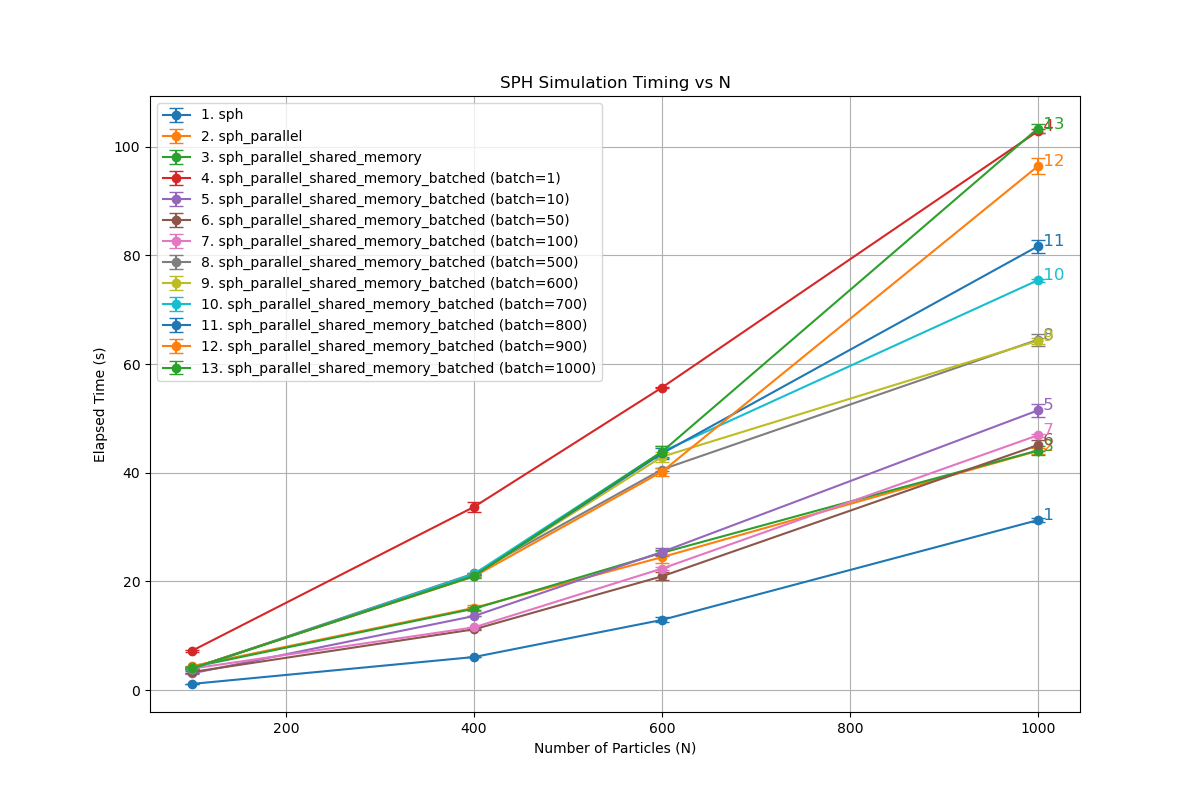 SPH Simulation Timing vs N
1. sph
2. sph_parallel
3. sph_parallel_shared_memory
4. sph_parallel_shared_memory_batched (batch=1)
5. sph_parallel_shared_memory_batched (batch=10)
6. sph_parallel_shared_memory_batched (batch=50)
7. sph_parallel_shared_memory_batched (batch=100)
8. sph_parallel_shared_memory_batched (batch=500)
9. sph_parallel_shared_memory_batched (batch=600)
10. sph_parallel_shared_memory_batched (batch=700)
11. sph_parallel_shared_memory_batched (batch=800)
12. sph_parallel_shared_memory_batched (batch=900)
13. sph_parallel_shared_memory_batched (batch=1000)
13
4
12
11
10
8
9
5
7
6
3
1
100
80
60
40
20
0
Elapsed Time (s)
200
400
600
800
1000
Number of Particles (N)